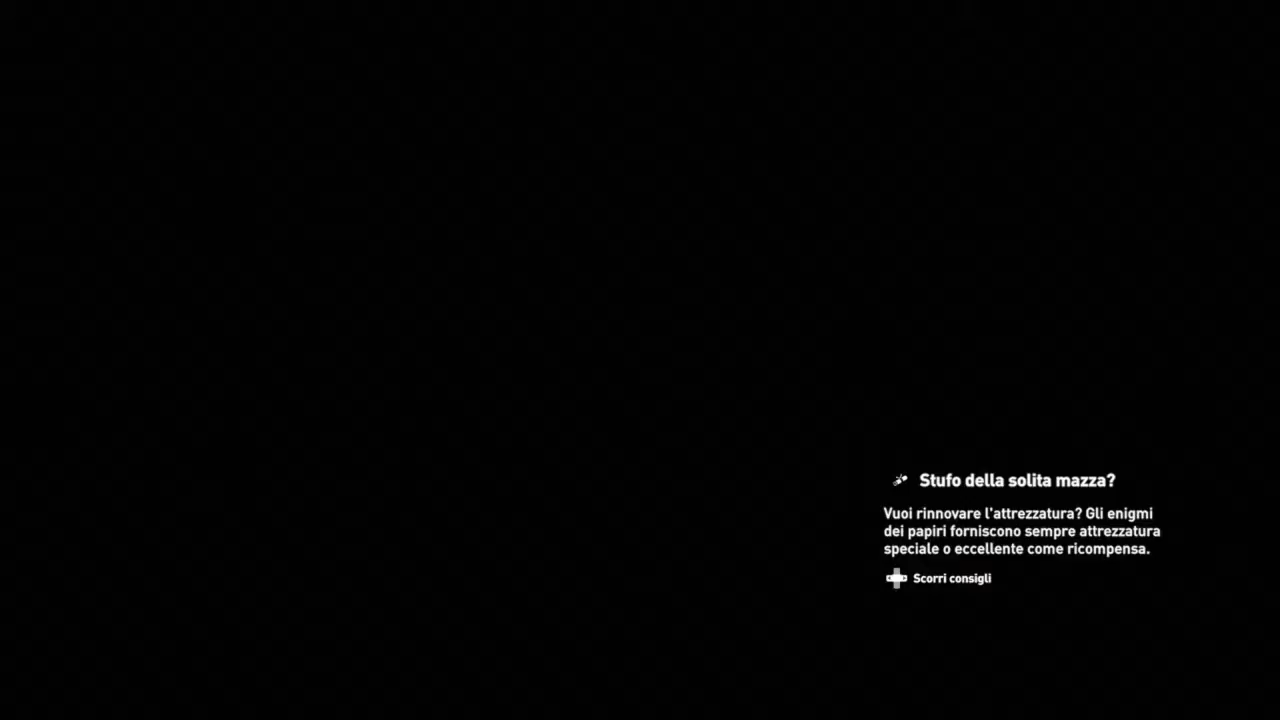 Stufo della solita mazza?
Vuoi rinnovare l'attrezzatura? Gli enigmi
dei papiri forniscono sempre attrezzatura
speciale o eccellente come ricompensa.
Scorri consigli